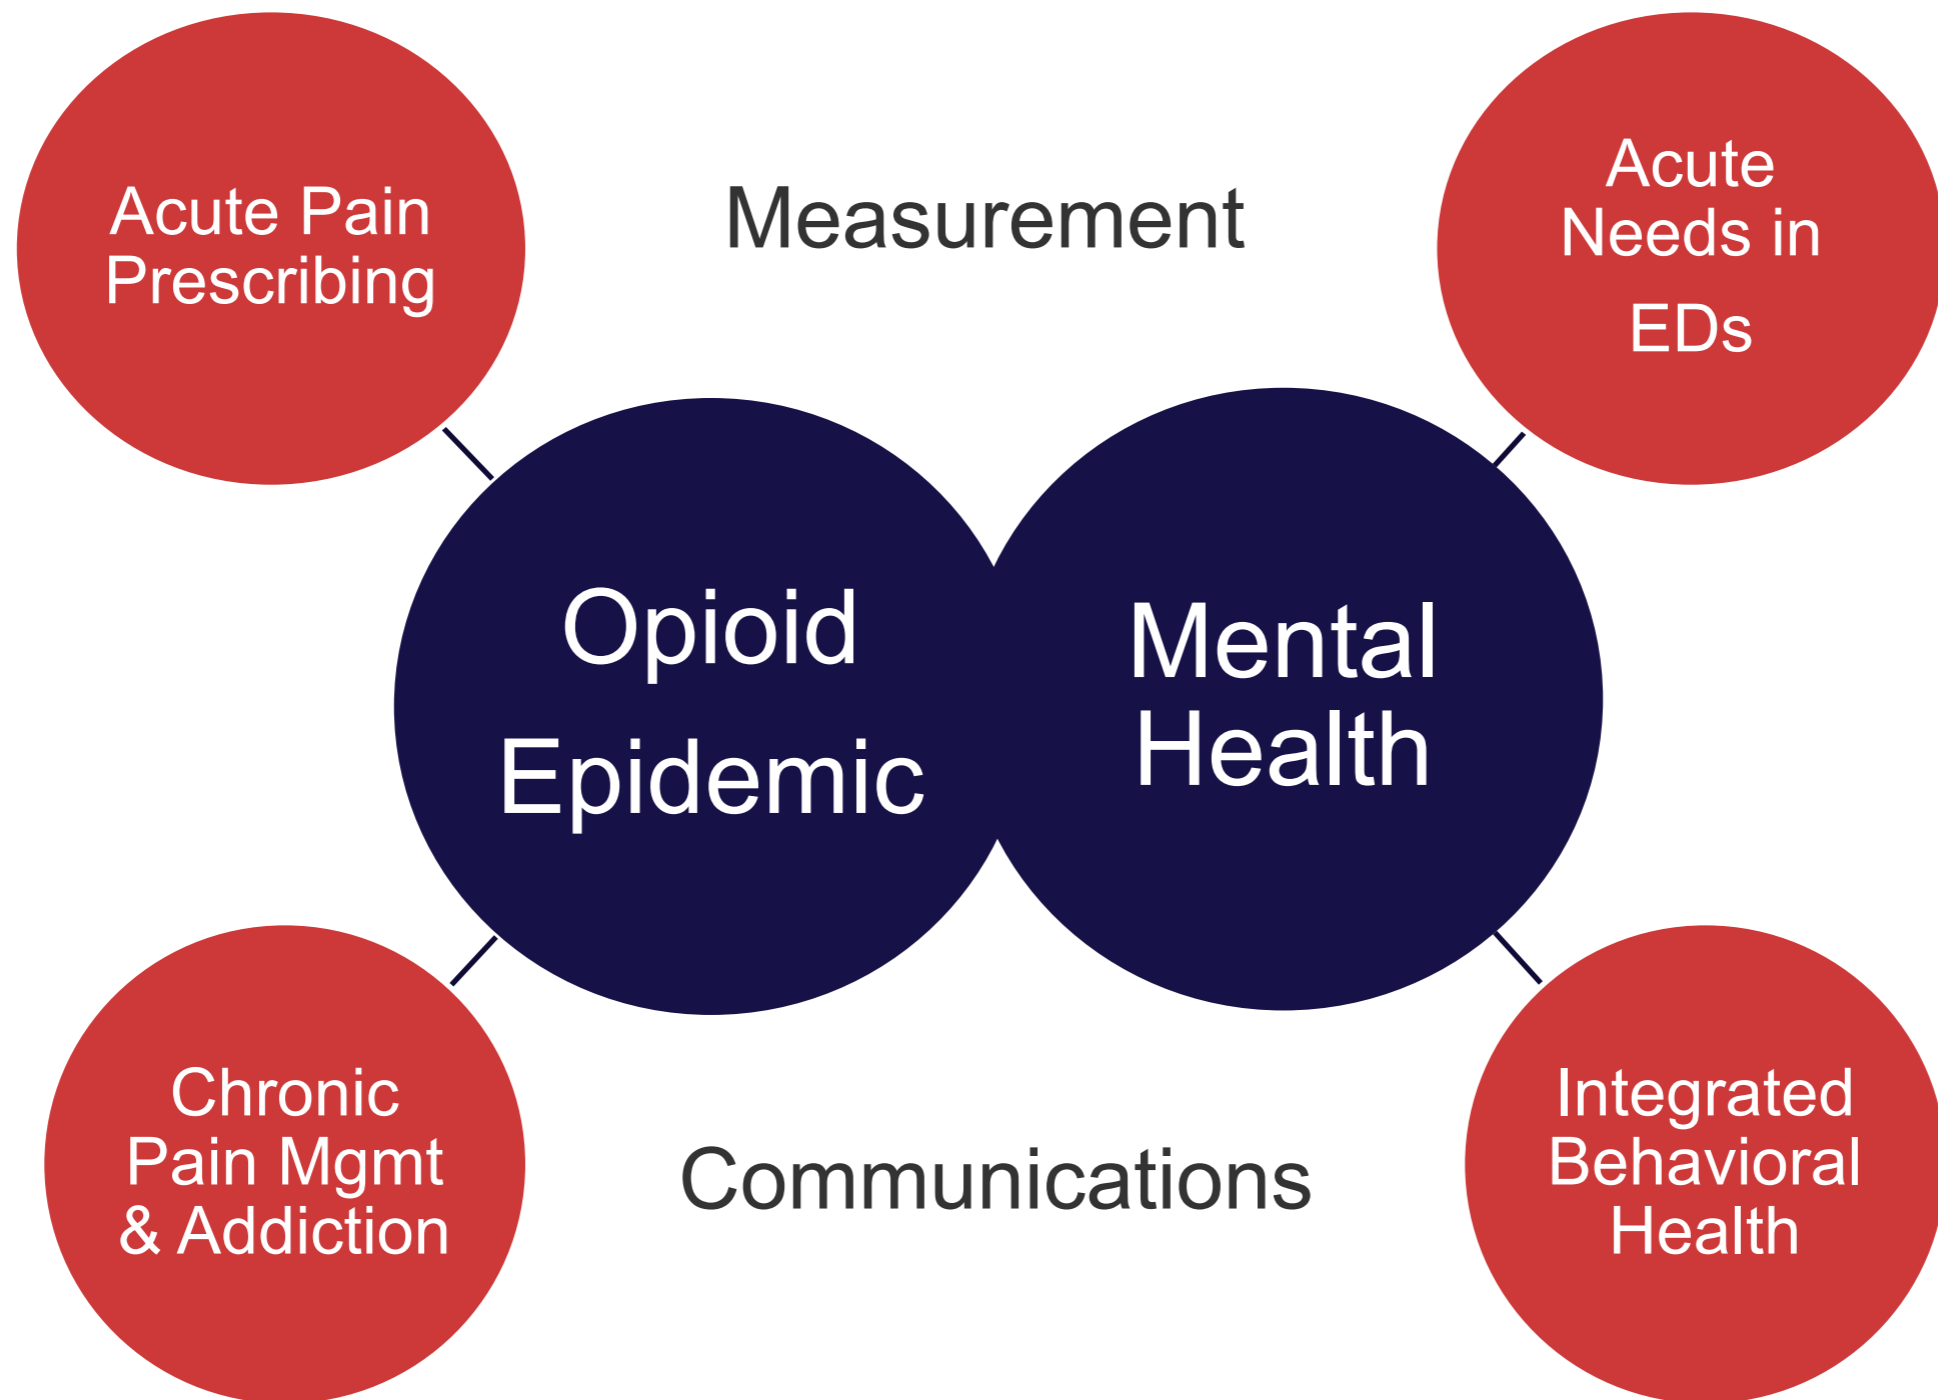 Acute Pain
Prescribing
Measurement
Acute
Needs in
EDs
Opioid
Epidemic
Mental
Health
Chronic
Pain Mgmt
& Addiction
Communications
Integrated
Behavioral
Health